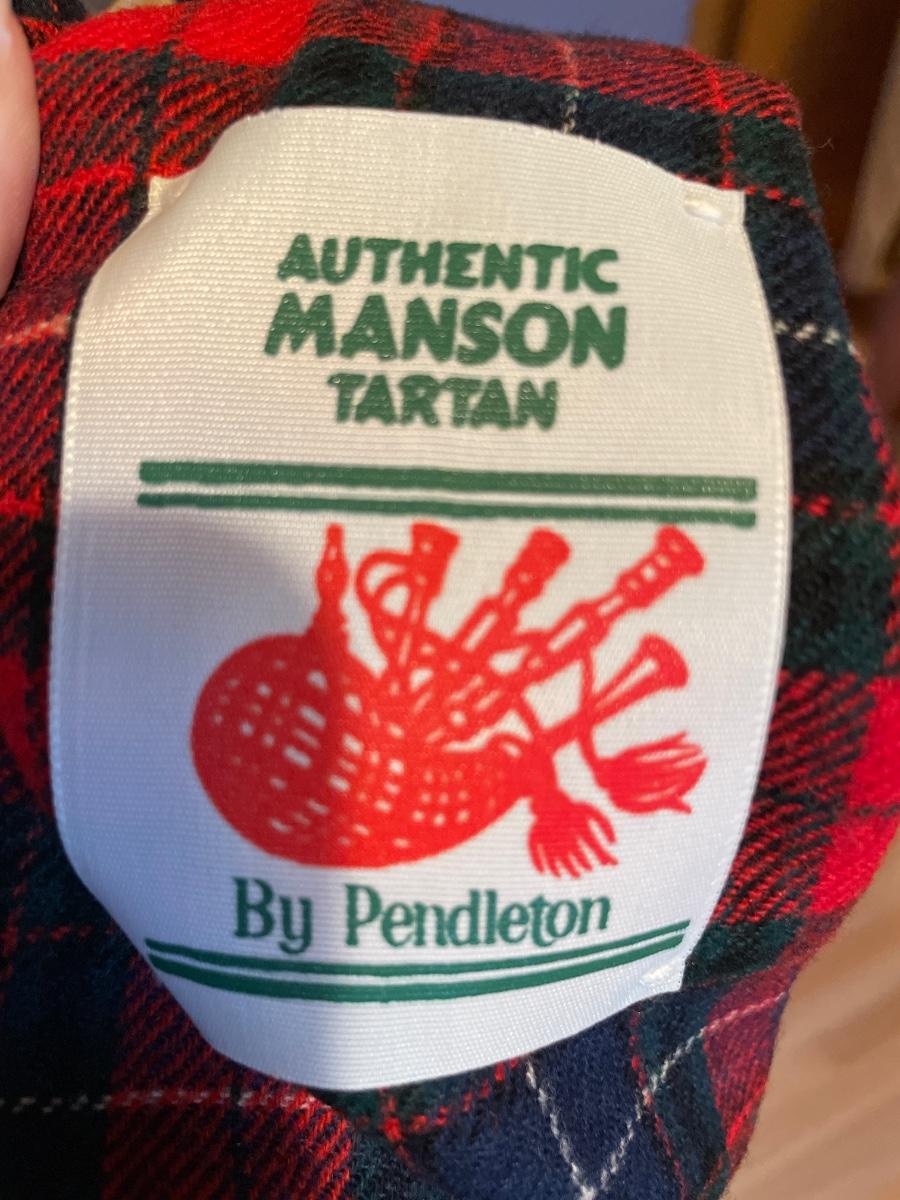 AUTHENTIC
MANSON
TARTAN
By Pendleton